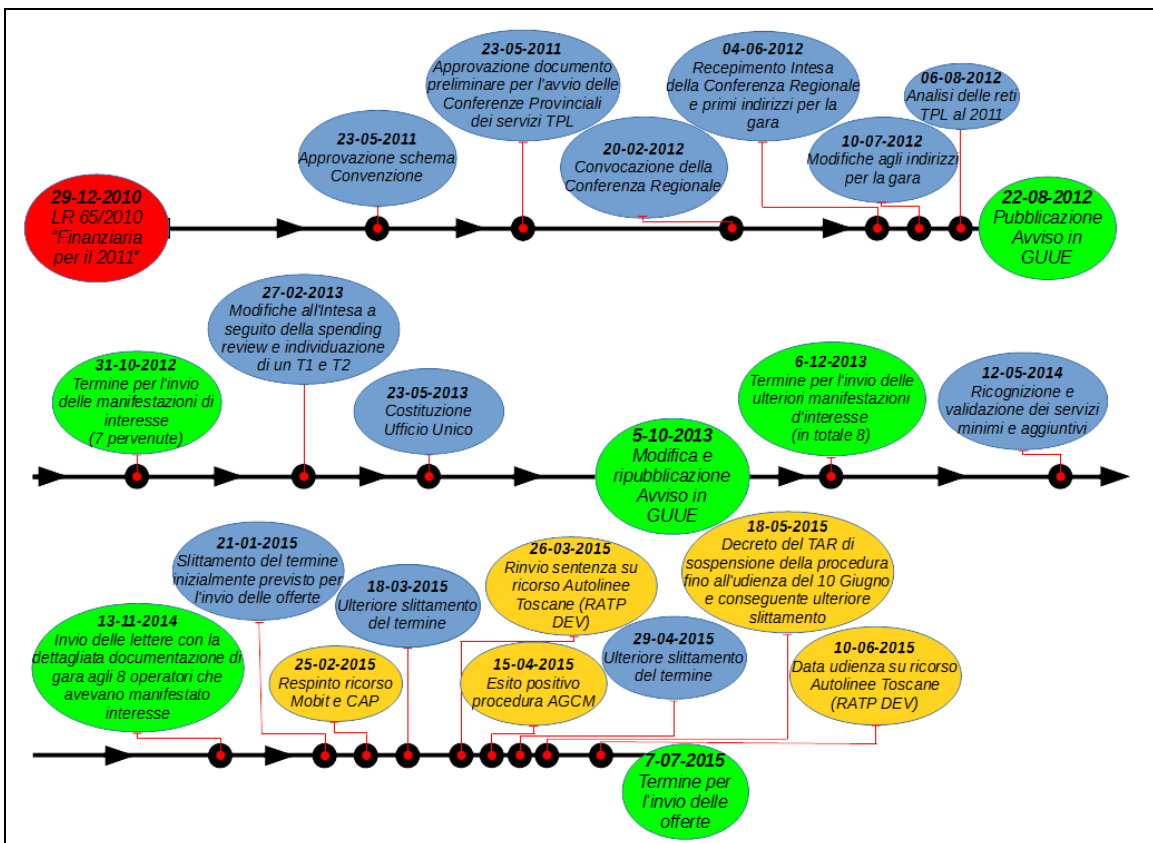 29-12-2010
LR 65/2010
"Finanziaria
per il 2011"
23-05-2011
Approvazione schema
Convenzione
23-05-2011
Approvazione documento
preliminare per l'avvio delle
Conferenze Provinciali
dei servizi TPL
20-02-2012
Convocazione della
Conferenza Regionale
04-06-2012
Recepimento Intesa
della Conferenza Regionale
e primi indirizzi per la
gara
10-07-2012
Modifiche agli indirizzi
per la gara
06-08-2012
Analisi delle reti
TPL al 2011
22-08-2012
Pubblicazione
Avviso in
GUUE
31-10-2012
Termine per l'invio
delle manifestazioni di
interesse
(7 pervenute)
27-02-2013
Modifiche all'Intesa a
seguito della spending
review e individuazione
di un T1 e T2
23-05-2013
Costituzione
Ufficio Unico
5-10-2013
Modifica e
ripubblicazione
Avviso in
GUUE
6-12-2013
Termine per l'invio delle
ulteriori manifestazioni
d'interesse
(in totale 8)
12-05-2014
Ricognizione e
validazione dei servizi
minimi e aggiuntivi
13-11-2014
Invio delle lettere con la
dettagliata documentazione di
gara agli 8 operatori che
avevano manifestato
interesse
21-01-2015
Slittamento del termine
inizialmente previsto per
l'invio delle offerte
25-02-2015
Respinto ricorso
Mobit e CAP
18-03-2015
Ulteriore slittamento
del termine
26-03-2015
Rinvio sentenza su
ricorso Autolinee
Toscane (RATP
DEV)
15-04-2015
Esito positivo
procedura AGCM
29-04-2015
Ulteriore slittamento
del termine
18-05-2015
Decreto del TAR di
sospensione della procedura
fino all'udienza del 10 Giugno
e conseguente ulteriore
slittamento
10-06-2015
Data udienza su ricorso
Autolinee Toscane
(RATP DEV)
7-07-2015
Termine per
l'invio delle
offerte